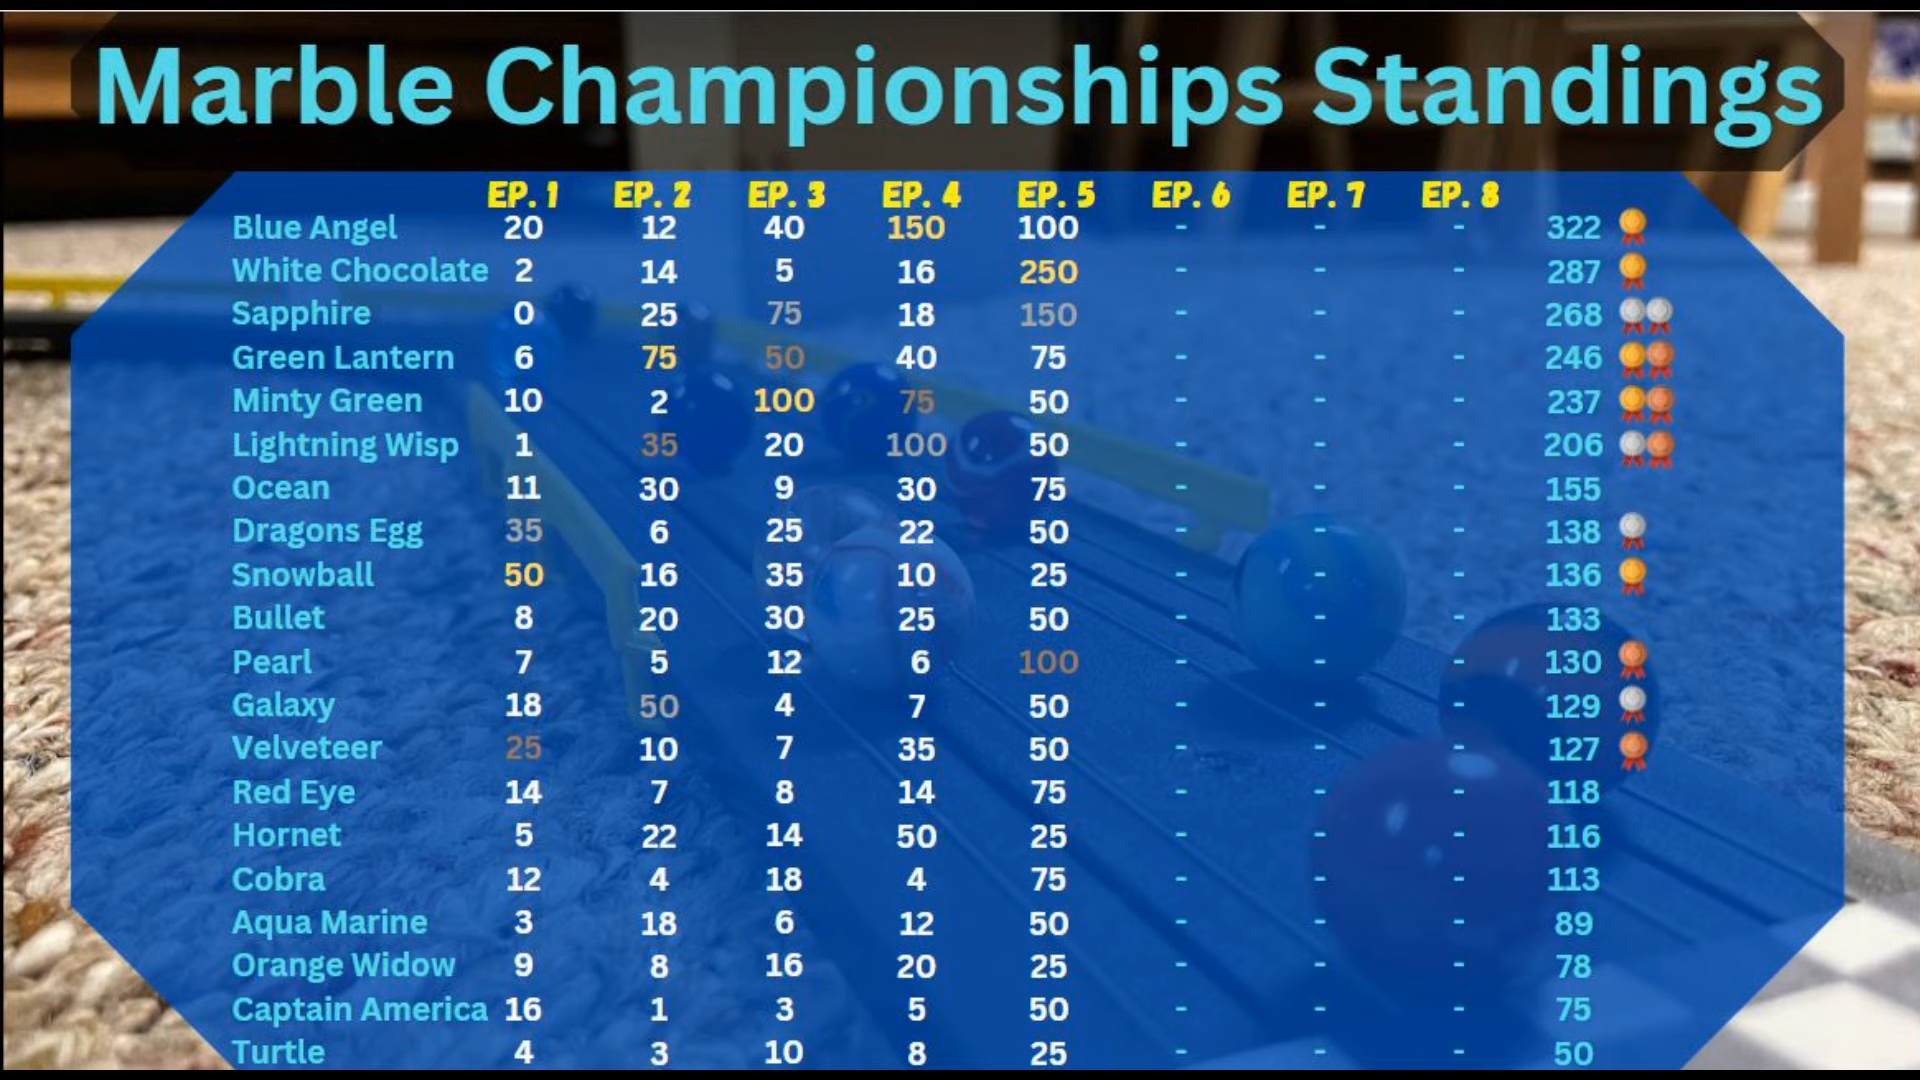 Marble Championships Standings
EP. 1 EP. 2 EP. 3 EP. 4 EP. 5 EP. 6 EP. 7 EP. 8
Blue Angel 20 12 40 150 100 - - - 322
White Chocolate 2 14 5 16 250 - - - 287
Sapphire 0 25 75 18 150 - - - 268
Green Lantern 6 75 50 40 75 - - - 246
Minty Green 10 2 100 75 50 - - - 237
Lightning Wisp 1 35 20 100 50 - - - 206
Ocean 11 30 9 30 75 - - - 155
Dragons Egg 35 6 25 22 50 - - - 138
Snowball 50 16 35 10 25 - - - 136
Bullet 8 20 30 25 50 - - - 133
Pearl 7 5 12 6 100 - - - 130
Galaxy 18 50 4 7 50 - - - 129
Velveteer 25 10 7 35 50 - - - 127
Red Eye 14 7 8 14 75 - - - 118
Hornet 5 22 14 50 25 - - - 116
Cobra 12 4 18 4 75 - - - 113
Aqua Marine 3 18 6 12 50 - - - 89
Orange Widow 9 8 16 20 25 - - - 78
Captain America 16 1 3 5 50 - - - 75
Turtle 4 3 10 8 25 - - - 50